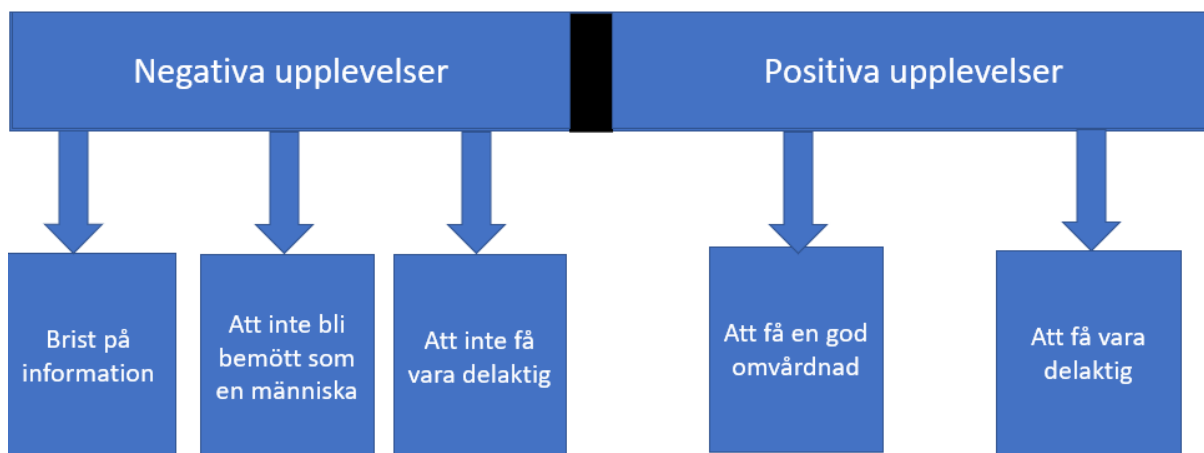 Negativa upplevelser
Positiva upplevelser
Brist på
information
Att inte bli
bemött som
en människa
Att inte få
vara delaktig
Att få en god
omvårdnad
Att få vara
delaktig